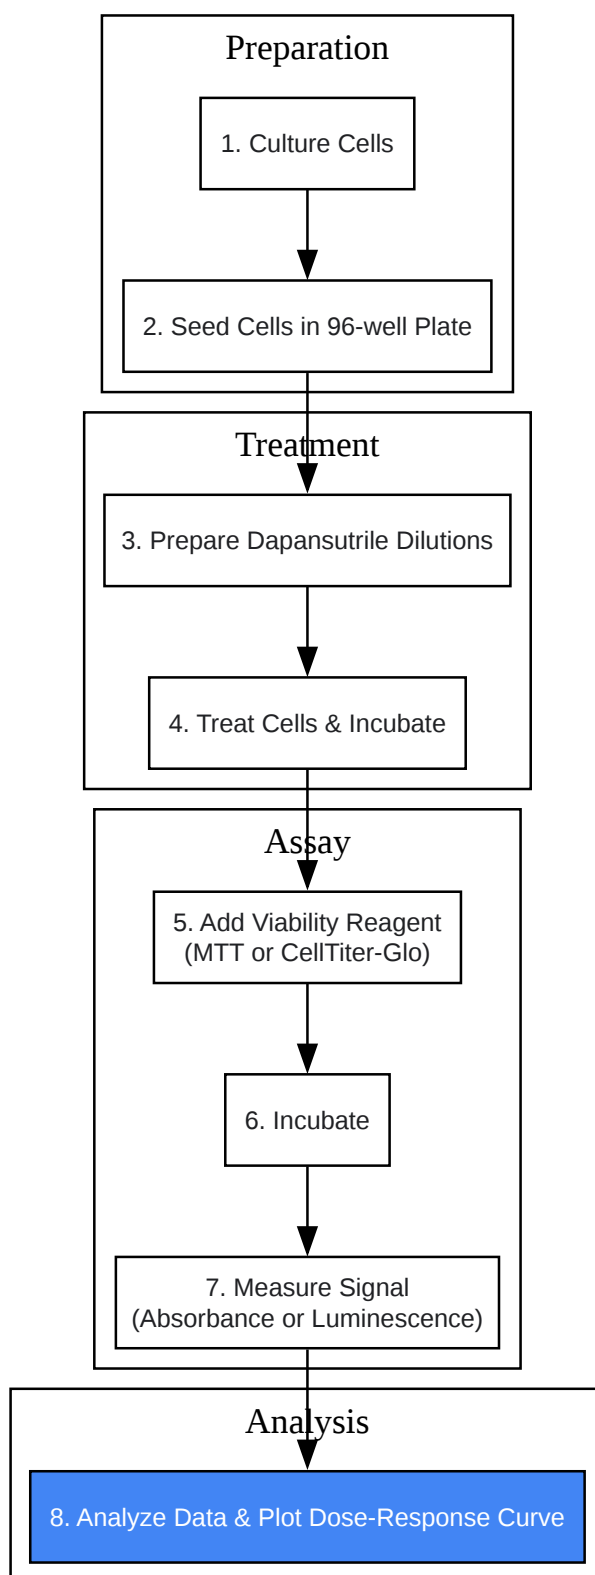 Preparation
1. Culture Cells
2. Seed Cells in 96-well Plate
Treatment
3. Prepare Dapansutrile Dilutions
4. Treat Cells & Incubate
Assay
5. Add Viability Reagent
(MTT or CellTiter-Glo)
6. Incubate
7. Measure Signal
(Absorbance or Luminescence)
Analysis
8. Analyze Data & Plot Dose-Response Curve